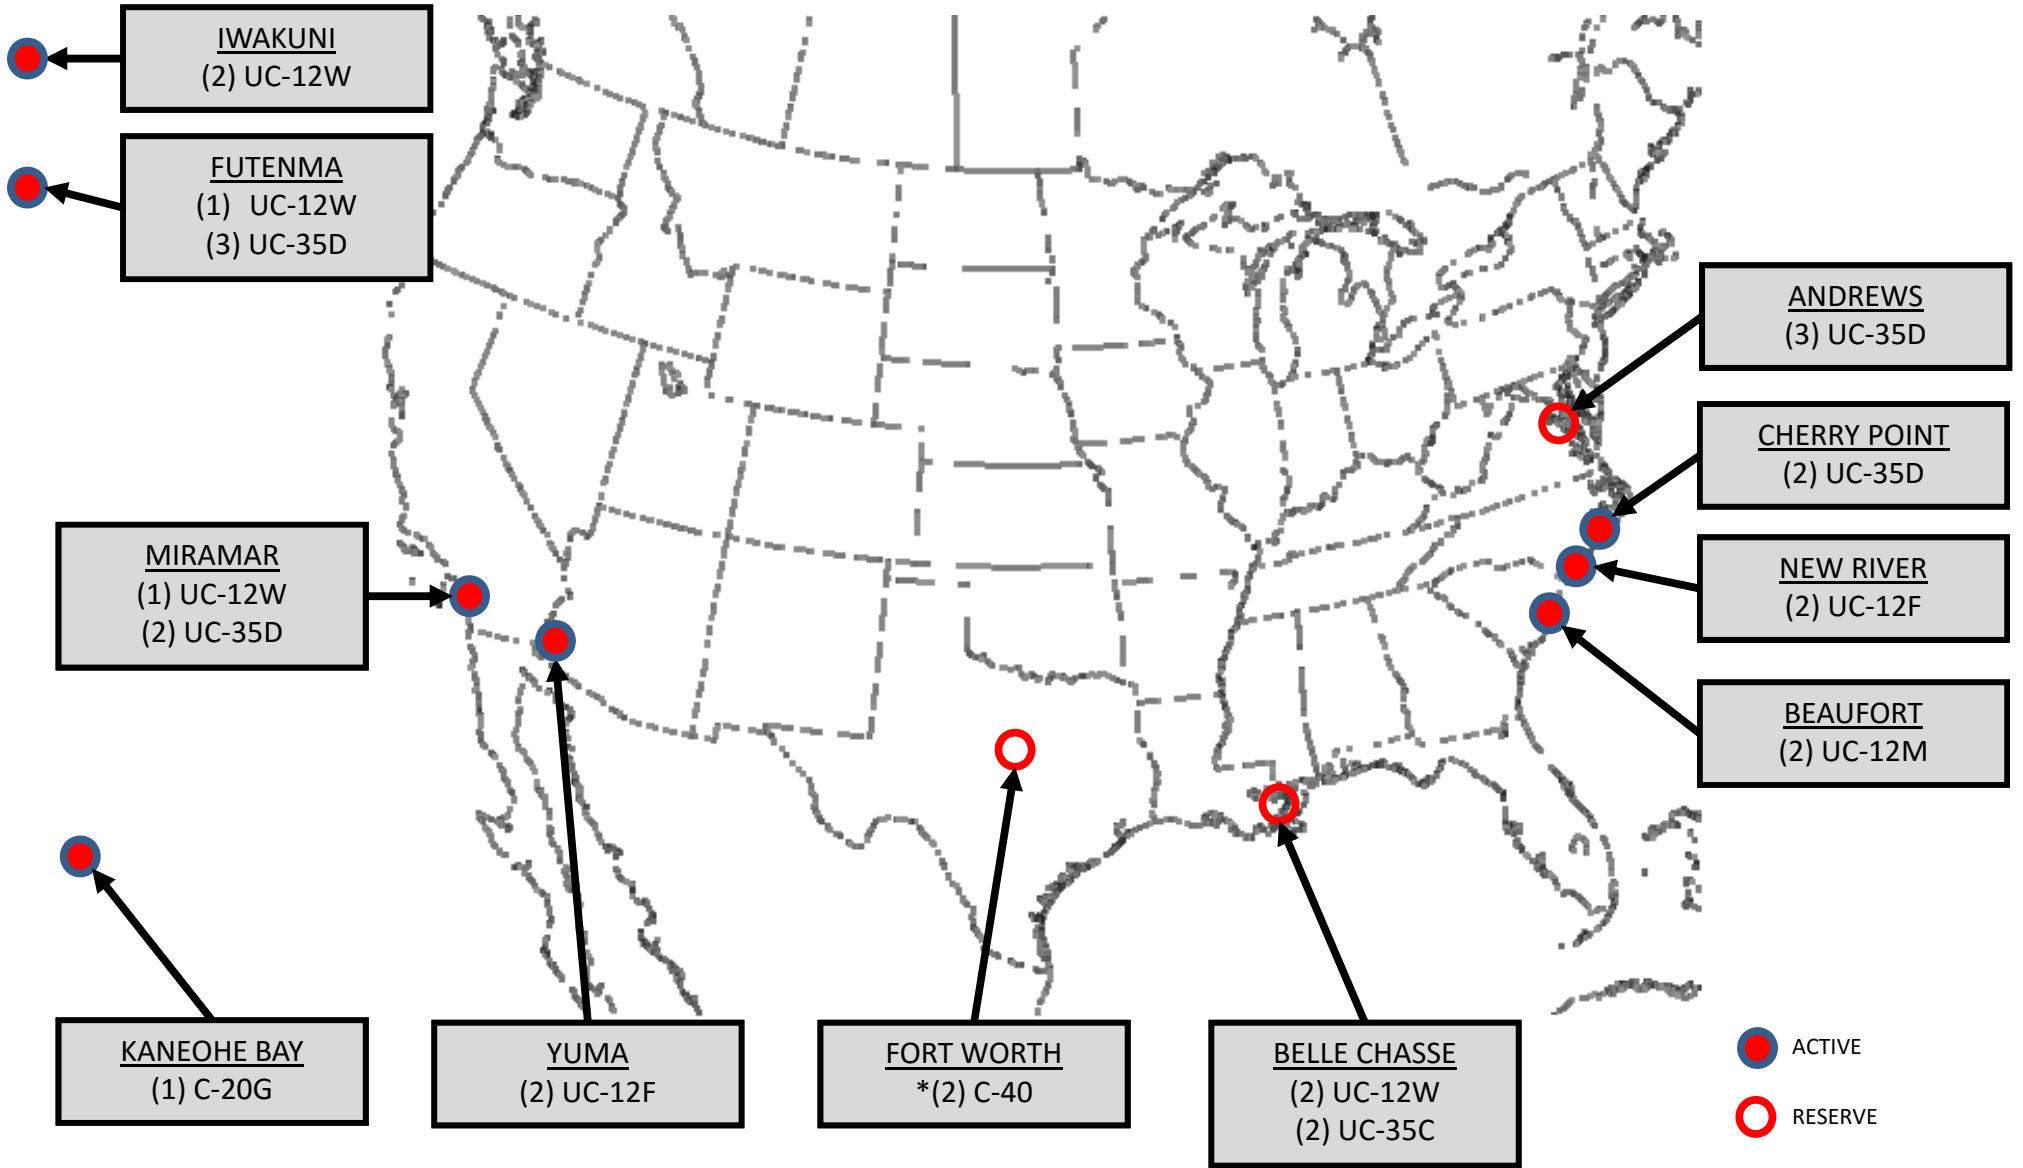 IWAKUNI
(2) UC-12W
FUTENMA
(1) UC-12W
(3) UC-35D
ANDREWS
(3) UC-35D
CHERRY POINT
(2) UC-35D
NEW RIVER
(2) UC-12F
BEAUFORT
(2) UC-12M
MIRAMAR
(1) UC-12W
(2) UC-35D
KANEOHE BAY
(1) C-20G
YUMA
(2) UC-12F
FORT WORTH
*(2) C-40
BELLE CHASSE
(2) UC-12W
(2) UC-35C
ACTIVE
RESERVE